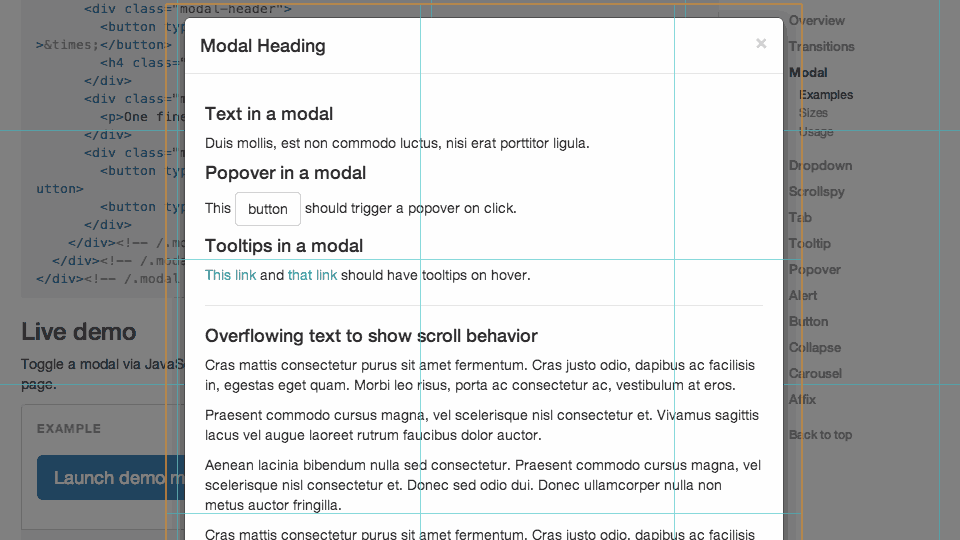 <div class="modal-header">
<button typ
>&times;</button>
<h4 class="
</div>
<div class="m
<p>One fine
</div>
<div class="m
<button typ
utton>
<button typ
</div>
</div><!-- /.m
</div><!-- /.moda
</div><!-- /.modal
Live demo
Toggle a modal via JavaS
page.
EXAMPLE
Launch demo m
Modal Heading
×
Text in a modal
Duis mollis, est non commodo luctus, nisi erat porttitor ligula.
Popover in a modal
This button should trigger a popover on click.
Tooltips in a modal
This link and that link should have tooltips on hover.
Overflowing text to show scroll behavior
Cras mattis consectetur purus sit amet fermentum. Cras justo odio, dapibus ac facilisis
in, egestas eget quam. Morbi leo risus, porta ac consectetur ac, vestibulum at eros.
Praesent commodo cursus magna, vel scelerisque nisl consectetur et. Vivamus sagittis
lacus vel augue laoreet rutrum faucibus dolor auctor.
Aenean lacinia bibendum nulla sed consectetur. Praesent commodo cursus magna, vel
scelerisque nisl consectetur et. Donec sed odio dui. Donec ullamcorper nulla non
metus auctor fringilla.
Cras mattis consectetur purus sit amet fermentum. Cras justo odio, dapibus ac facilisis
Overview
Transitions
Modal
Examples
Sizes
Usage
Dropdown
Scrollspy
Tab
Tooltip
Popover
Alert
Button
Collapse
Carousel
Affix
Back to top